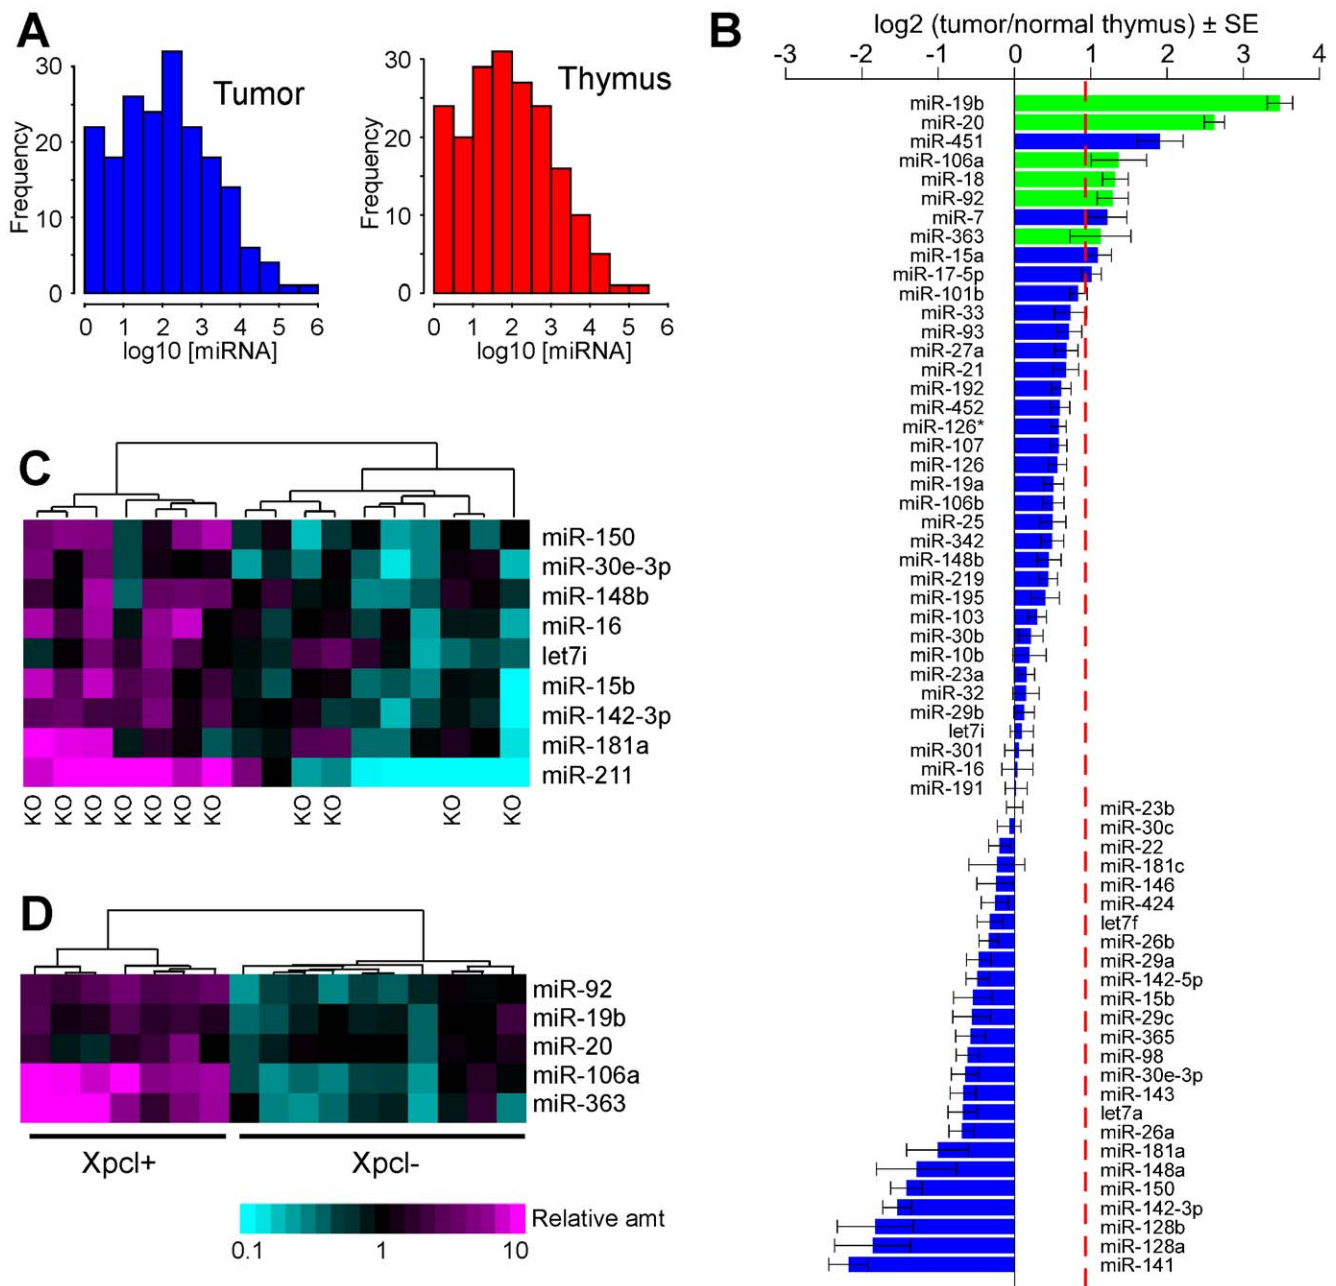 A
Tumor
Frequency
30
20
10
0
0 1 2 3 4 5 6
log10 [miRNA]
Thymus
Frequency
30
20
10
0
0 1 2 3 4 5 6
log10 [miRNA]
B
log2 (tumor/normal thymus) ± SE
-3 -2 -1 0 1 2 3 4
miR-19b
miR-20
miR-451
miR-106a
miR-18
miR-92
miR-7
miR-363
miR-15a
miR-17-5p
miR-101b
miR-33
miR-93
miR-27a
miR-21
miR-192
miR-452
miR-126*
miR-107
miR-126
miR-19a
miR-106b
miR-25
miR-342
miR-148b
miR-219
miR-195
miR-103
miR-30b
miR-10b
miR-23a
miR-32
miR-29b
let7i
miR-301
miR-16
miR-191
miR-23b
miR-30c
miR-22
miR-181c
miR-146
miR-424
let7f
miR-26b
miR-29a
miR-142-5p
miR-15b
miR-29c
miR-365
miR-98
miR-30e-3p
miR-143
let7a
miR-26a
miR-181a
miR-148a
miR-150
miR-142-3p
miR-128b
miR-128a
miR-141
C
miR-150
miR-30e-3p
miR-148b
miR-16
let7i
miR-15b
miR-142-3p
miR-181a
miR-211
KO KO KO KO KO KO KO KO KO KO KO
D
miR-92
miR-19b
miR-20
miR-106a
miR-363
Xpcl+ Xpcl-
Relative amt
0.1 1 10